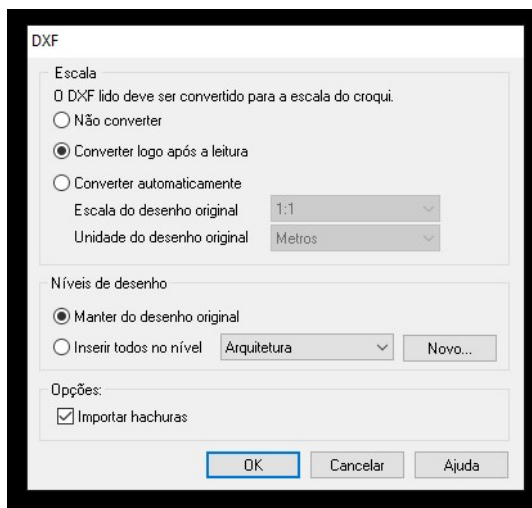 DXF
Escala
O DXF lido deve ser convertido para a escala do croqui.
Não converter
Converter logo após a leitura
Converter automaticamente
Escala do desenho original 1:1
Unidade do desenho original Metros
Níveis de desenho
Manter do desenho original
Inserir todos no nível Arquitetura Novo...
Opções:
Importar hachuras
OK Cancelar Ajuda